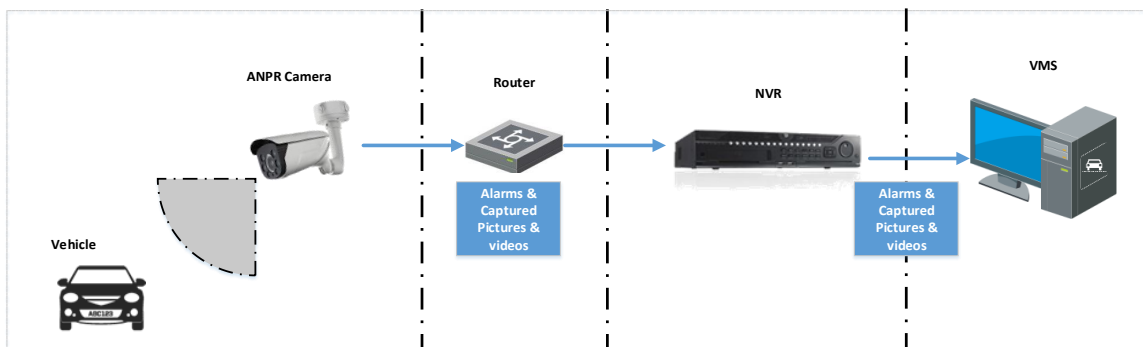 ANPR Camera
Router
NVR
VMS
Alarms &
Captured
Pictures &
videos
Alarms &
Captured
Pictures &
videos
Vehicle
ABC123